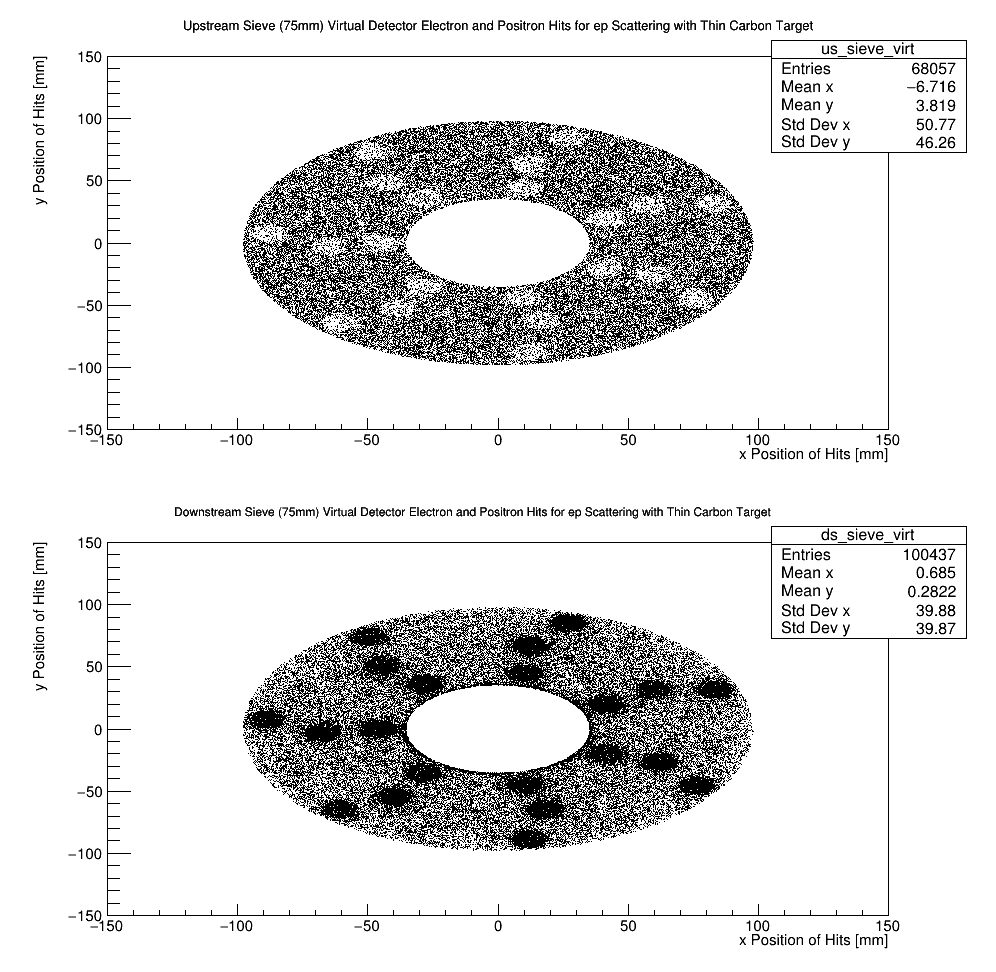 Upstream Sieve (75mm) Virtual Detector Electron and Positron Hits for ep Scattering with Thin Carbon Target
us_sieve_virt
Entries 68057
Mean x −6.716
Mean y 3.819
Std Dev x 50.77
Std Dev y 46.26
y Position of Hits [mm]
150
100
50
0
−50
−100
−150
−150 −100 −50 0 50 100 150
x Position of Hits [mm]
Downstream Sieve (75mm) Virtual Detector Electron and Positron Hits for ep Scattering with Thin Carbon Target
ds_sieve_virt
Entries 100437
Mean x 0.685
Mean y 0.2822
Std Dev x 39.88
Std Dev y 39.87
y Position of Hits [mm]
150
100
50
0
−50
−100
−150
−150 −100 −50 0 50 100 150
x Position of Hits [mm]